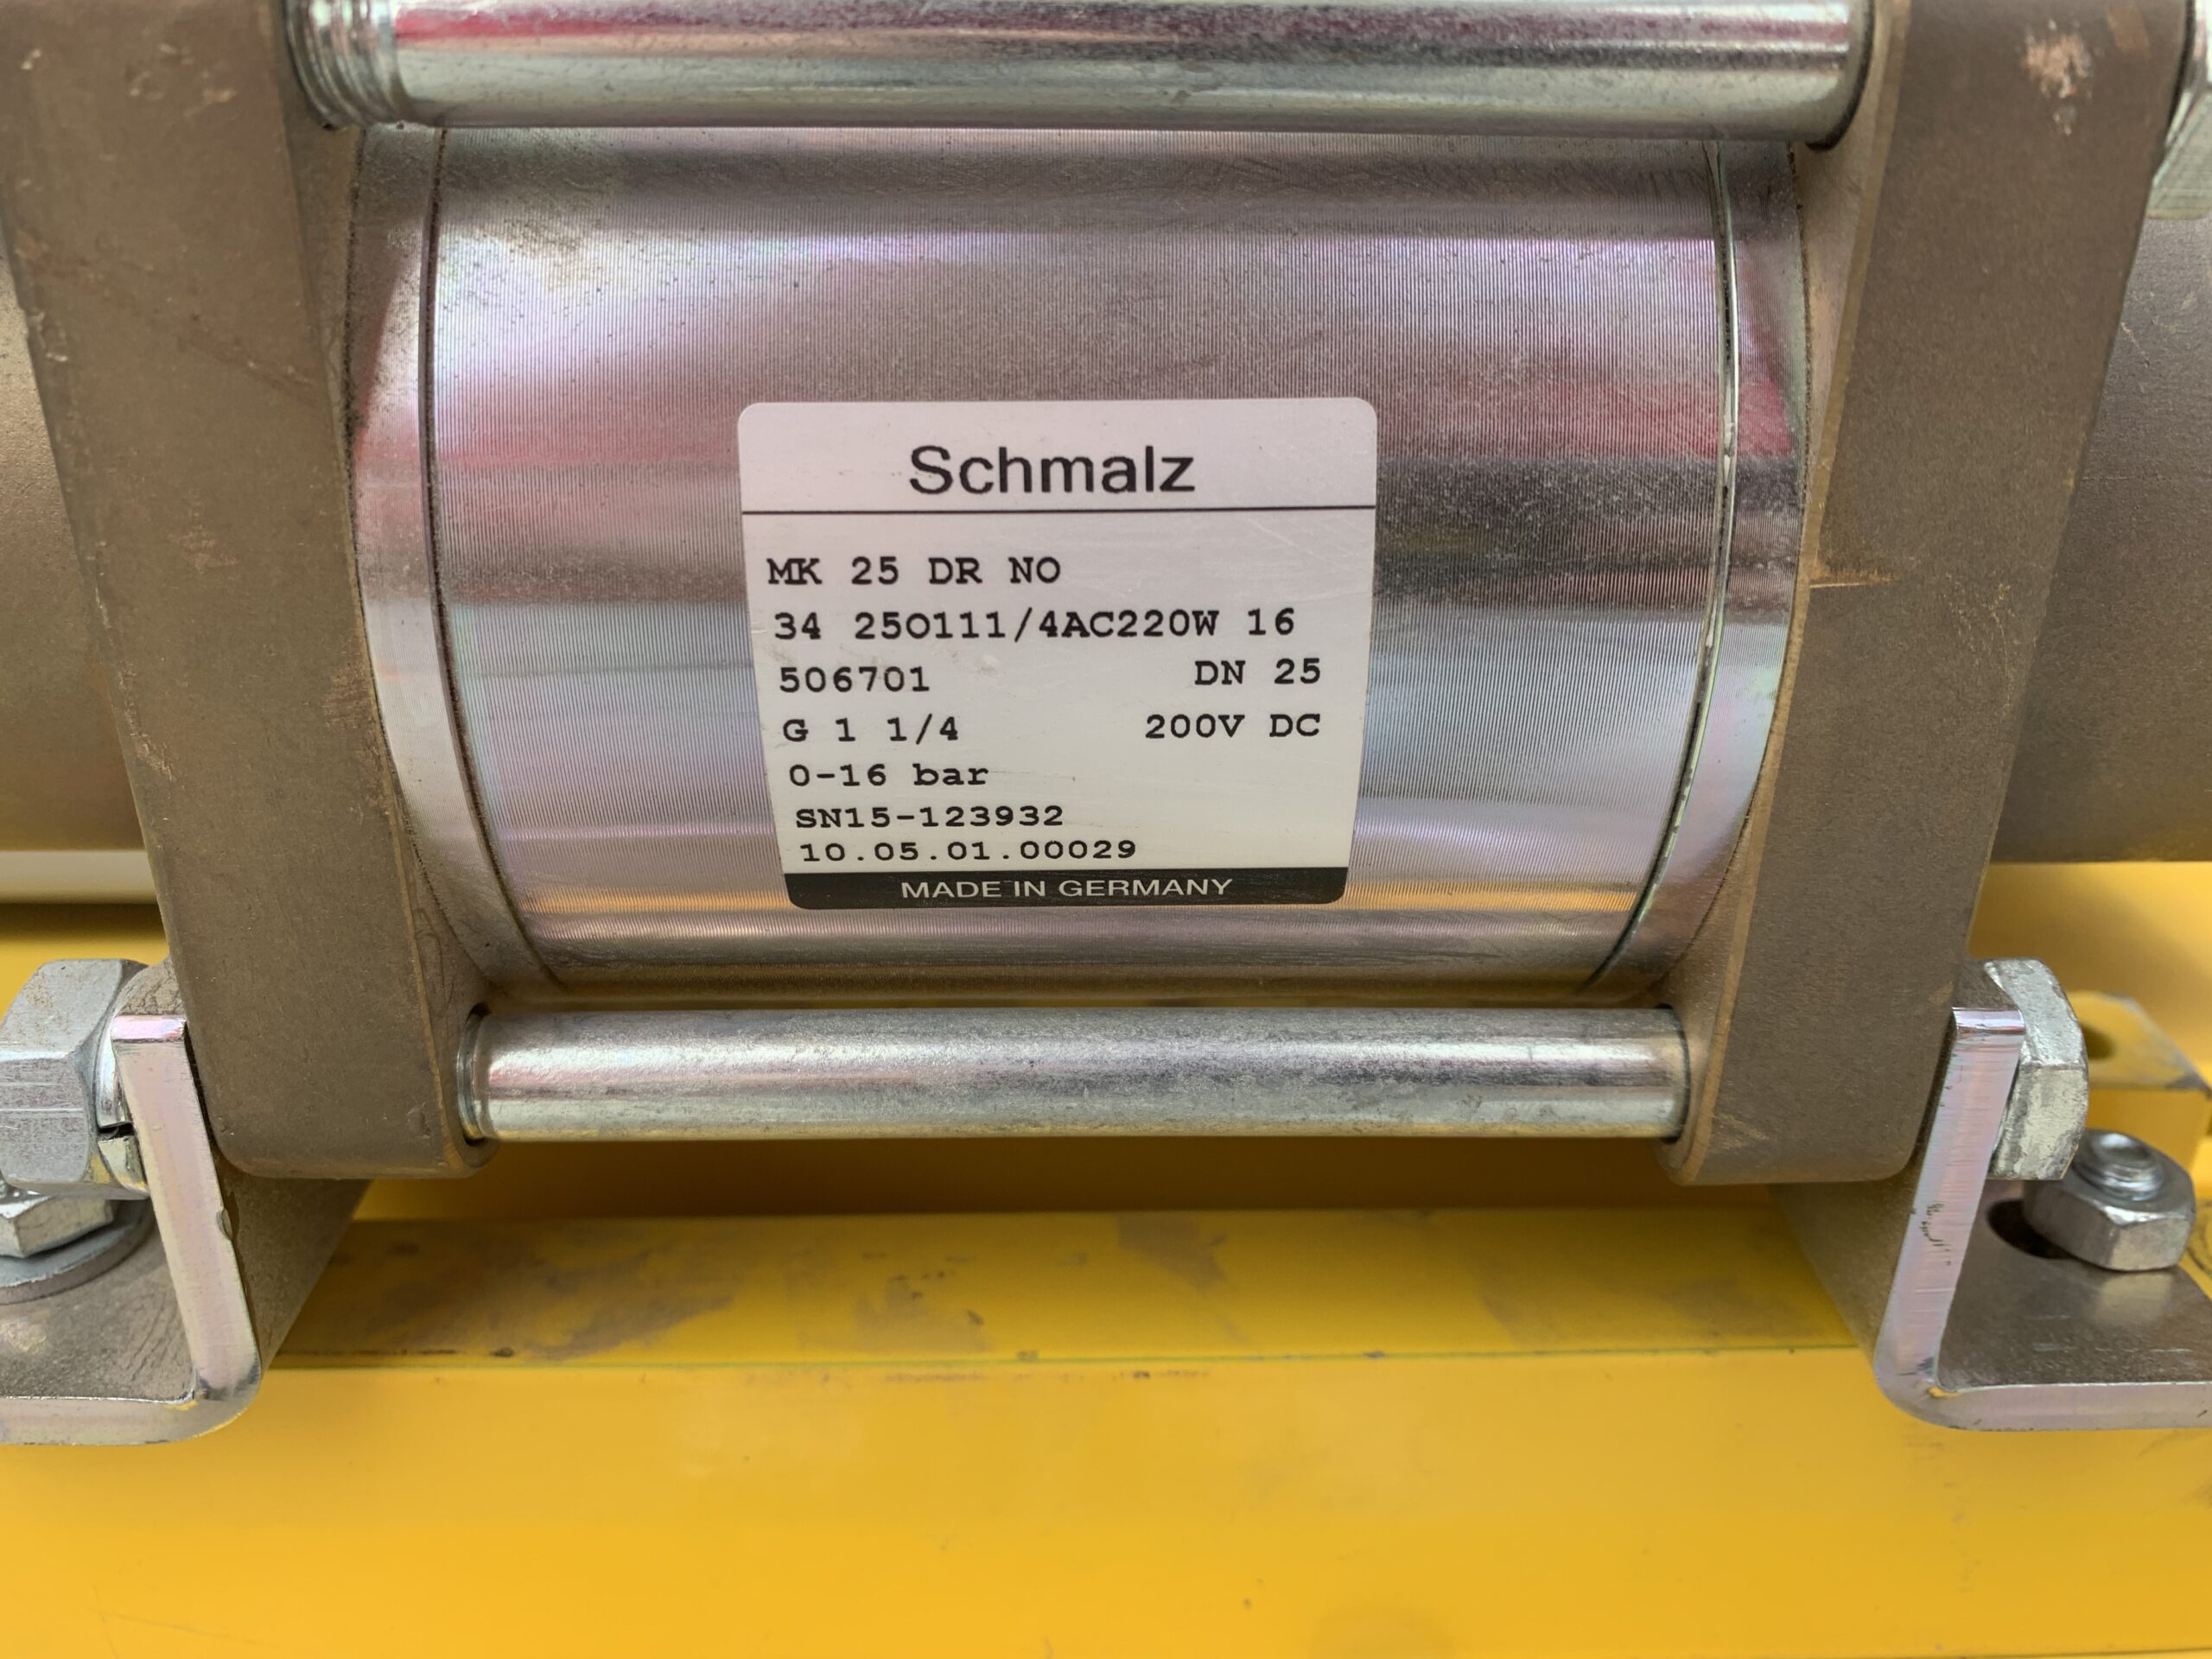 Schmalz
MK 25 DR NO
34 250111/4AC220W 16
506701 DN 25
G 1 1/4 200V DC
0-16 bar
SN15-123932
10.05.01.00029
MADE IN GERMANY